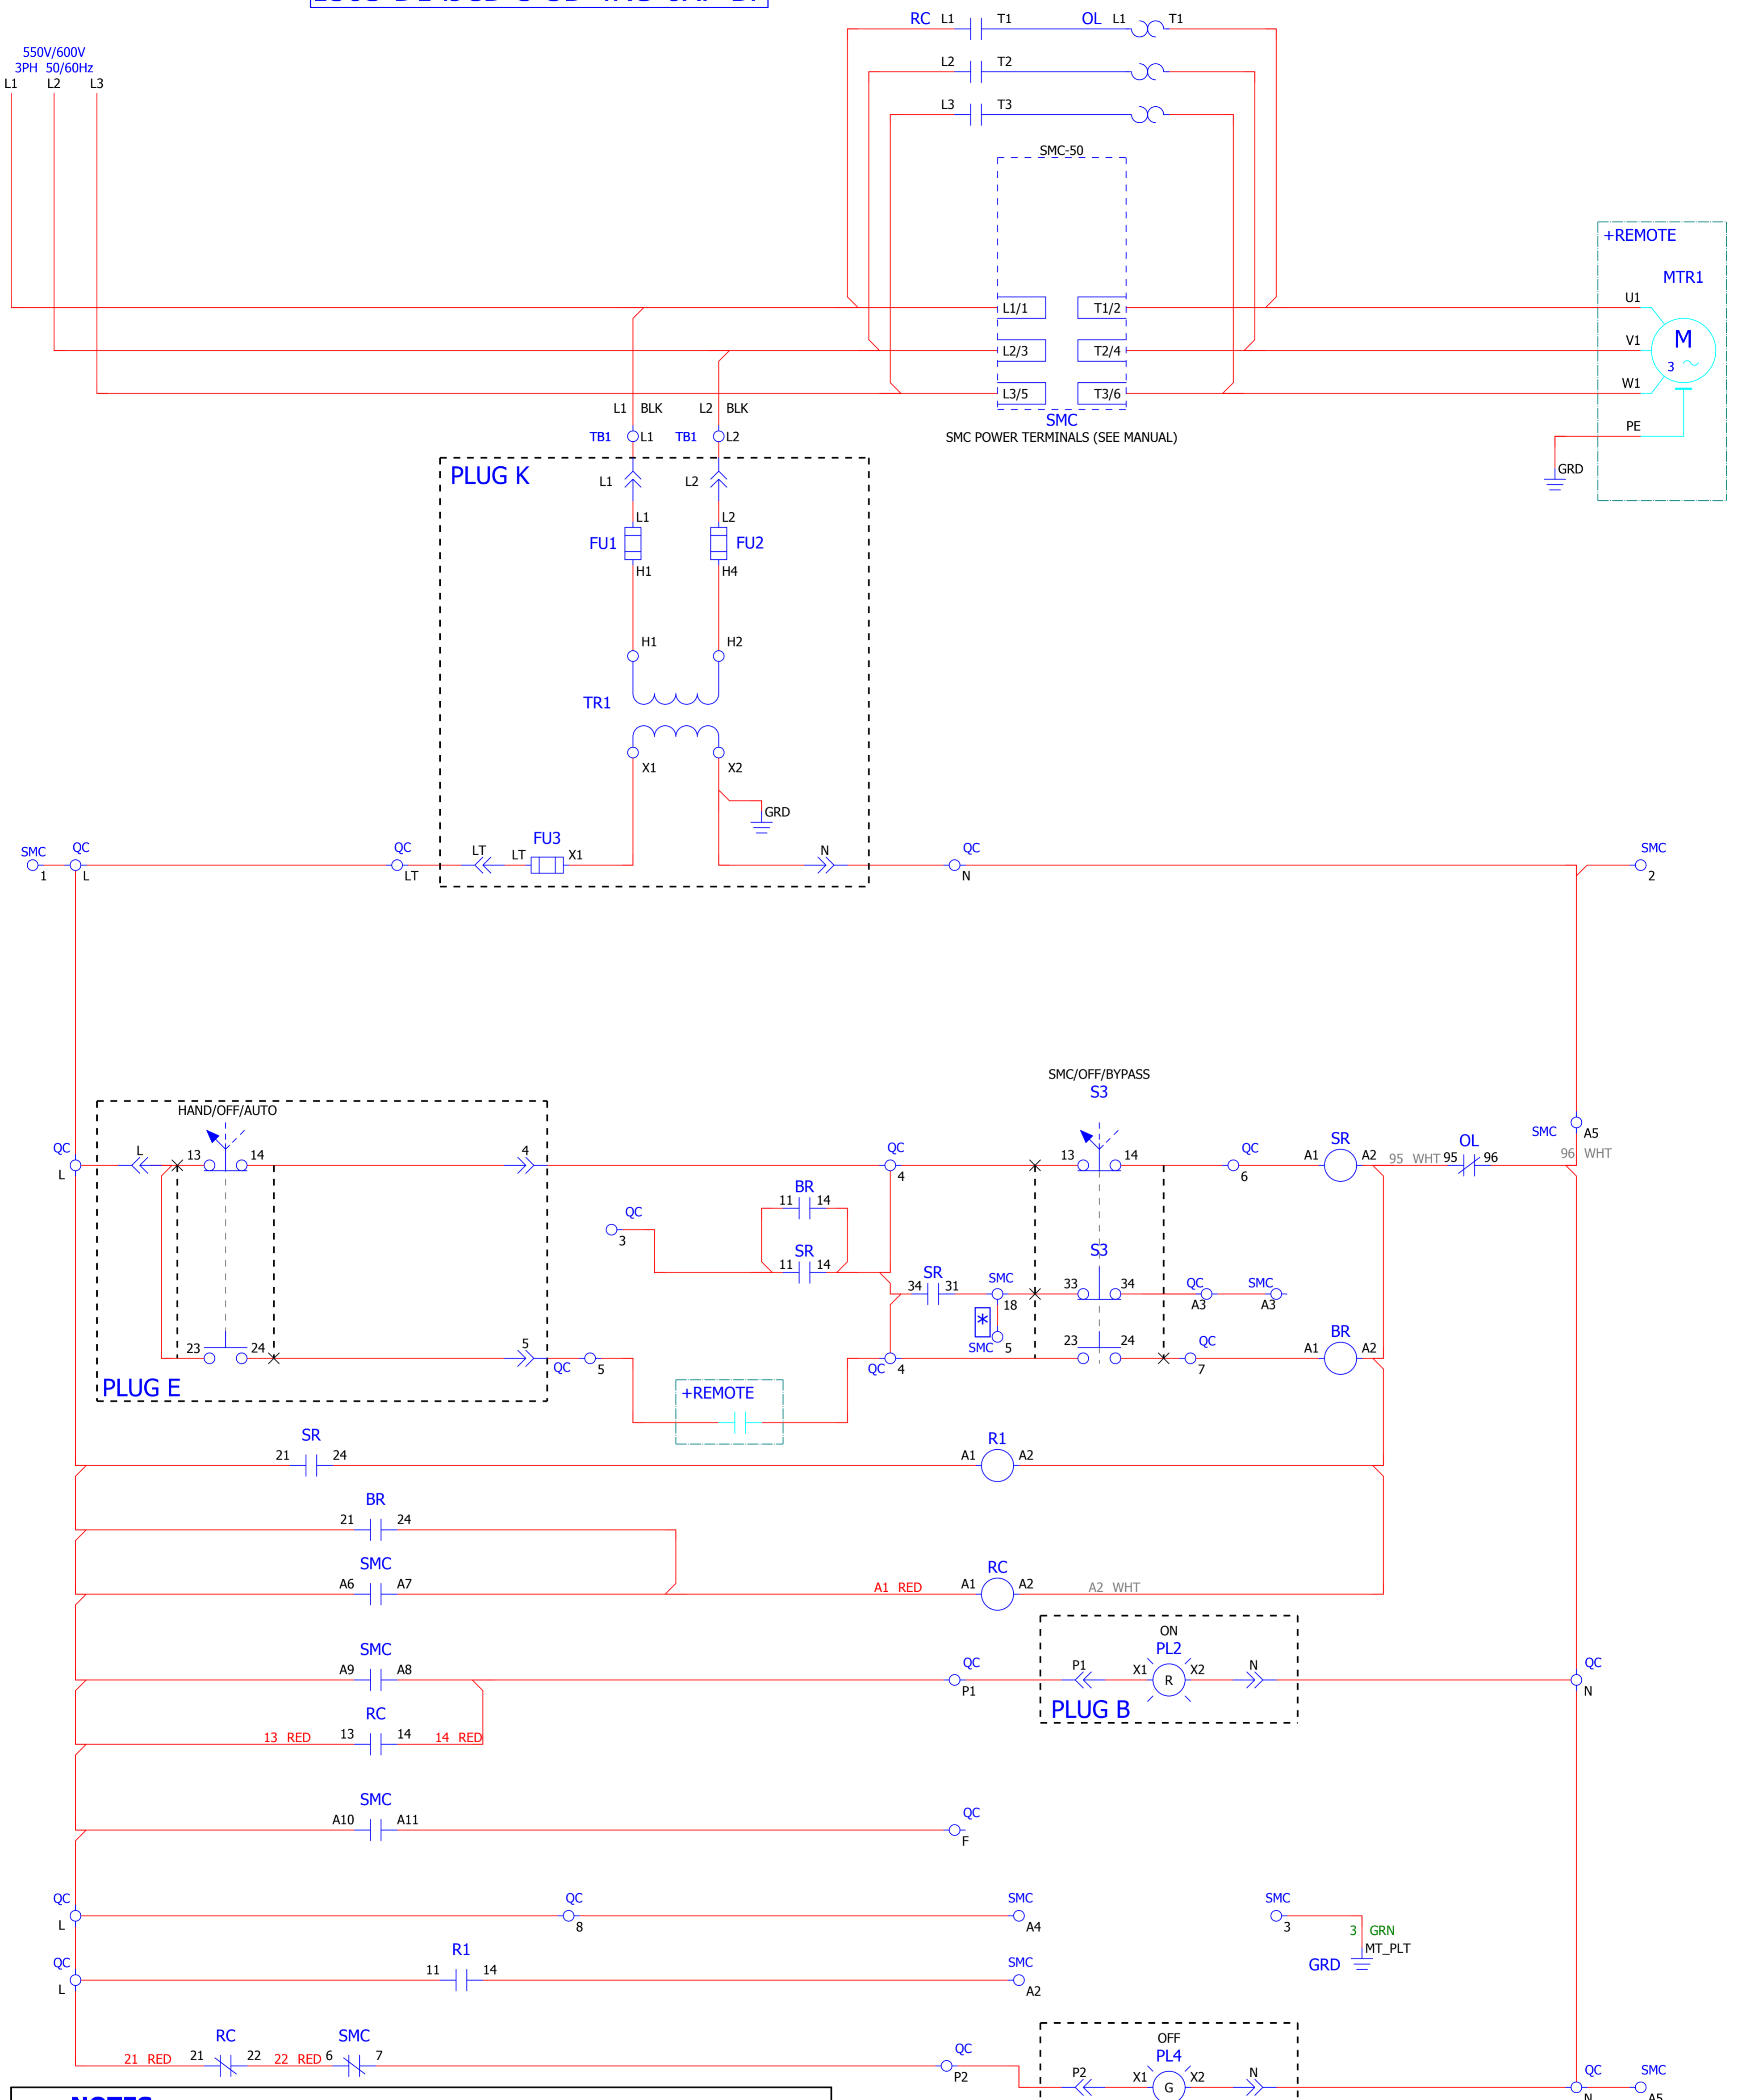 RC L1 T1 OL L1 T1
550V/600V
3PH 50/60Hz
L1 L2 L3
L2 T2
L3 T3
SMC-50
+REMOTE
MTR1
L1/1 T1/2 U1
M
3
L2/3 T2/4 V1
L3/5 T3/6 W1
L1 BLK L2 BLK
SMC
SMC POWER TERMINALS (SEE MANUAL)
PE
GRD
TB1 L1 TB1 L2
PLUG K
L1 L2
L1 L2
FU1 FU2
H1 H4
H1 H2
TR1
X1 X2
GRD
SMC QC QC LT LT FU3 X1 N QC SMC
1 L LT N 2
SMC/OFF/BYPASS
S3
HAND/OFF/AUTO
QC L 13 14 4 QC 13 14 QC SR OL SMC A5
L 4 6 A1 A2 95 WHT 95 96 96 WHT
BR
11 14
QC
3
SR
11 14
S3
SR
34 31 SMC 33 34 QC SMC
18 A3 A3
*
SMC 5
23 24 5 QC 5 QC 4 23 24 QC 7 A1 BR A2
PLUG E
+REMOTE
SR
21 24
R1
A1 A2
BR
21 24
SMC
A6 A7
RC
A1 RED A1 A2 A2 WHT
ON
PL2
SMC
A9 A8
QC P1 X1 R X2 N QC
P1 N
PLUG B
RC
13 RED 13 14 14 RED
SMC
A10 A11
QC
F
QC QC SMC SMC
L 8 A4 3
3 GRN
MT_PLT
GRD
QC R1 SMC
L 11 14 A2
OFF
PL4
RC SMC
21 RED 21 22 22 RED 6 7 QC
P2
P2 X1 G X2 N QC SMC